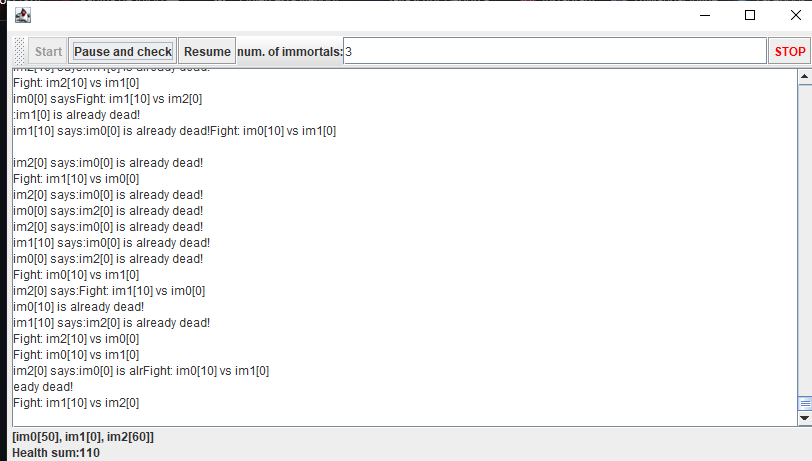 Start Pause and check Resume num. of immortals: 3 STOP
im2[10] says:im1[0] is already dead!
Fight: im2[10] vs im1[0]
im0[0] saysFight: im1[10] vs im2[0]
:im1[0] is already dead!
im1[10] says:im0[0] is already dead!Fight: im0[10] vs im1[0]
im2[0] says:im0[0] is already dead!
Fight: im1[10] vs im0[0]
im2[0] says:im0[0] is already dead!
im0[0] says:im2[0] is already dead!
im2[0] says:im0[0] is already dead!
im1[10] says:im0[0] is already dead!
im0[0] says:im2[0] is already dead!
Fight: im0[10] vs im1[0]
im2[0] says:Fight: im1[10] vs im0[0]
im0[10] is already dead!
im1[10] says:im2[0] is already dead!
Fight: im2[10] vs im0[0]
Fight: im0[10] vs im1[0]
im2[0] says:im0[0] is alrFight: im0[10] vs im1[0]
eady dead!
Fight: im1[10] vs im2[0]
[im0[50], im1[0], im2[60]]
Health sum:110